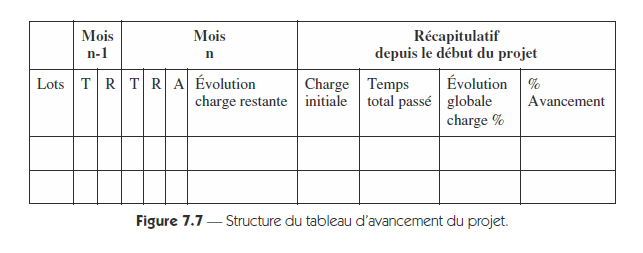 Mois Mois Récapitulatif
n-1 n depuis le début du projet
Lots T R T R A Évolution Charge Temps Évolution %
charge restante initiale total passé globale Avancement
charge %
Figure 7.7 — Structure du tableau d’avancement du projet.